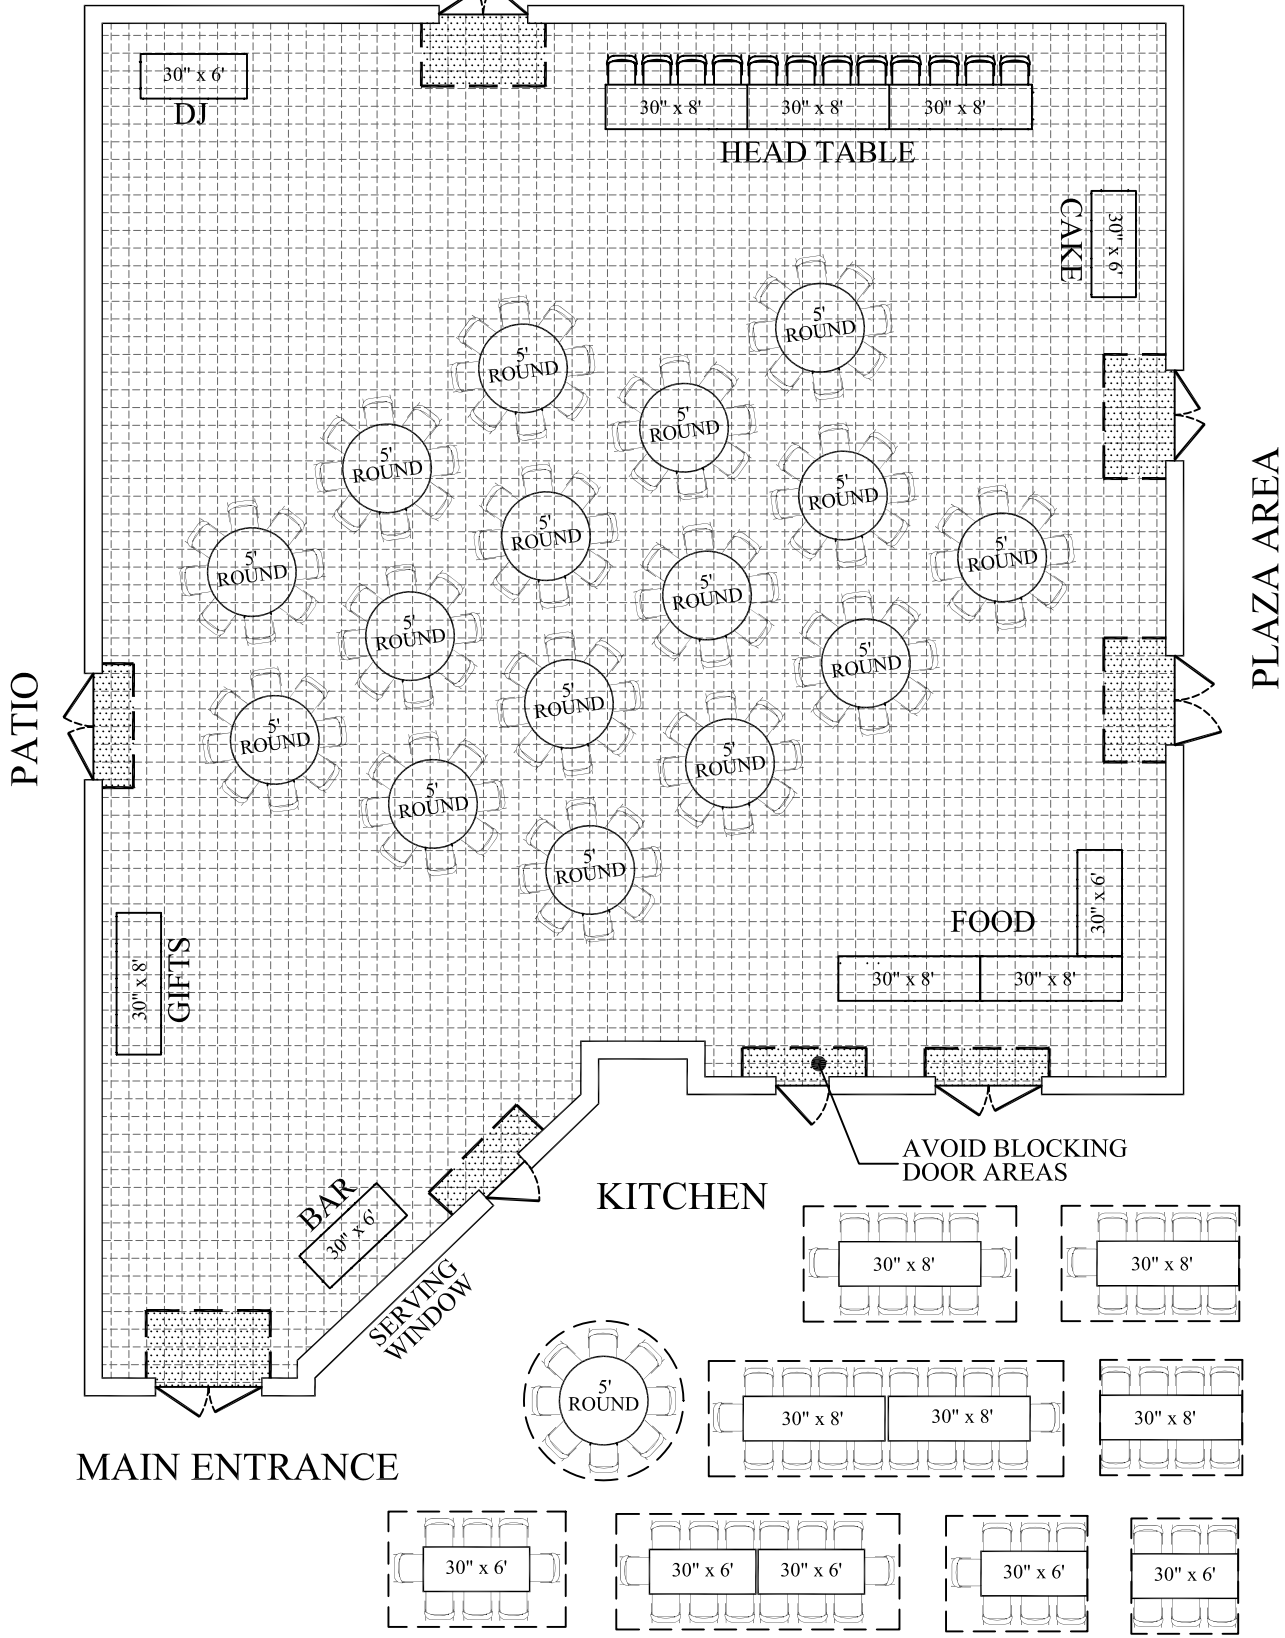 30" x 6'
DJ
30" x 8'
30" x 8'
30" x 8'
HEAD TABLE
CAKE
30" x 6'
5'
ROUND
5'
ROUND
5'
ROUND
5'
ROUND
5'
ROUND
5'
ROUND
5'
ROUND
5'
ROUND
5'
ROUND
5'
ROUND
5'
ROUND
5'
ROUND
5'
ROUND
5'
ROUND
5'
ROUND
5'
ROUND
PLAZA AREA
PATIO
30" x 6'
FOOD
30" x 8'
30" x 8'
30" x 8'
GIFTS
AVOID BLOCKING
DOOR AREAS
KITCHEN
BAR
30" x 6'
SERVING
WINDOW
30" x 8'
30" x 8'
5'
ROUND
30" x 8'
30" x 8'
30" x 8'
MAIN ENTRANCE
30" x 6'
30" x 6'
30" x 6'
30" x 6'
30" x 6'